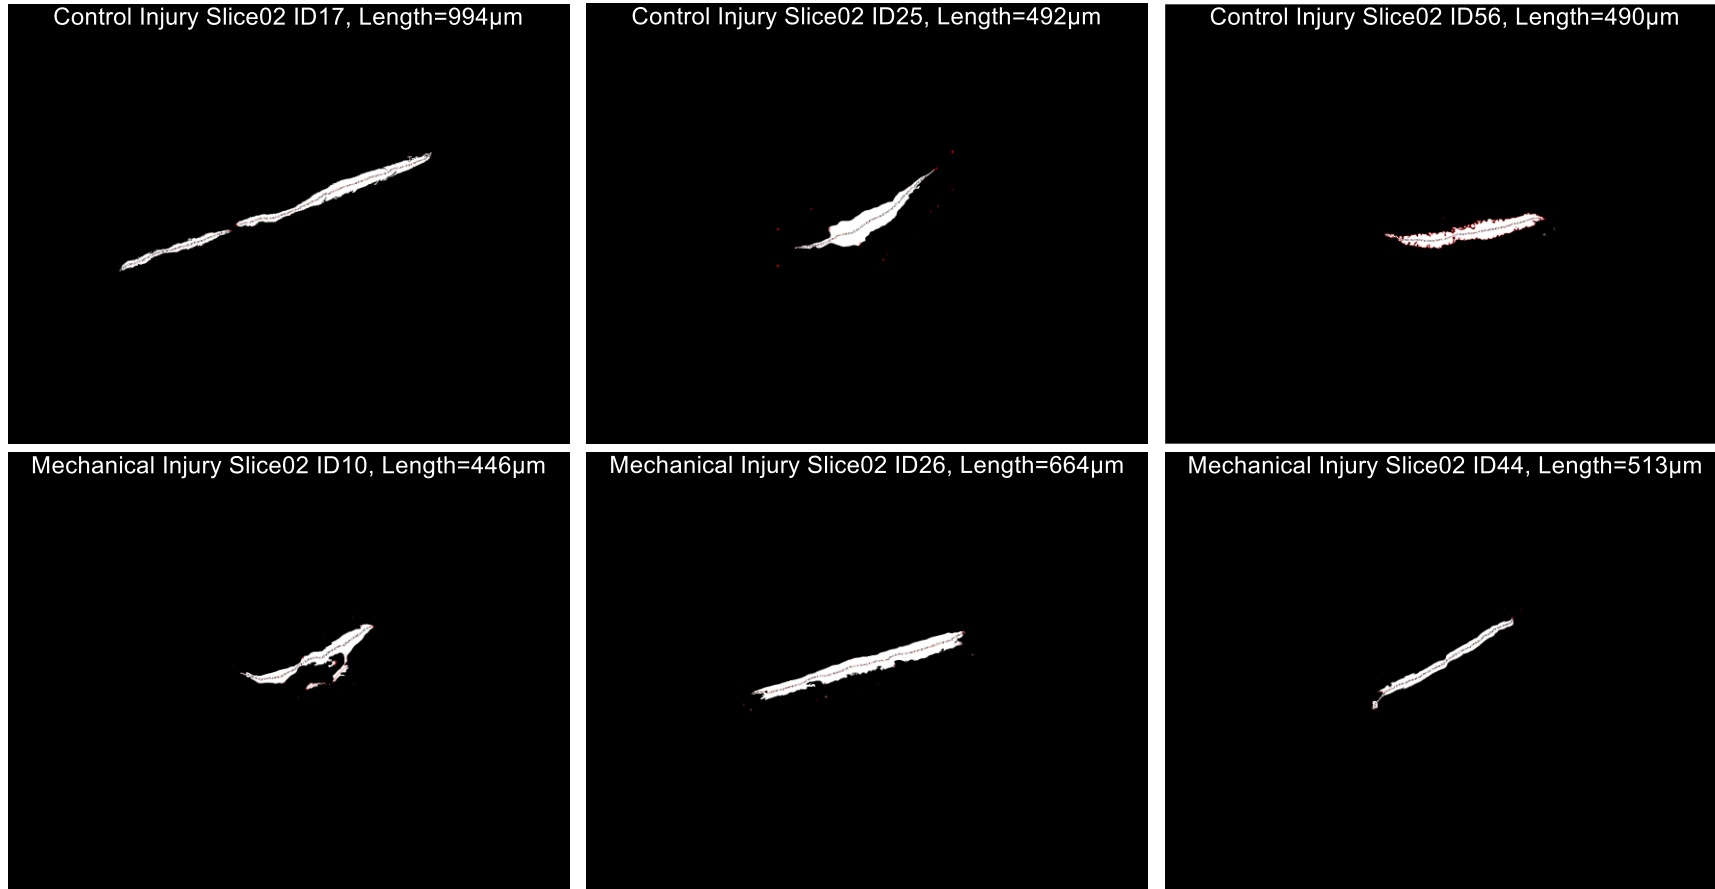 Control Injury Slice02 ID17, Length=994µm
Control Injury Slice02 ID25, Length=492µm
Control Injury Slice02 ID56, Length=490µm
Mechanical Injury Slice02 ID10, Length=446µm
Mechanical Injury Slice02 ID26, Length=664µm
Mechanical Injury Slice02 ID44, Length=513µm